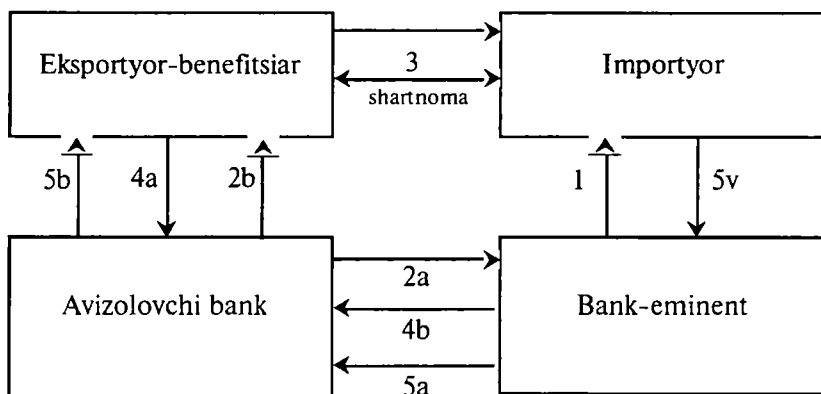 Eksportyor-benefitsiar
3
shartnoma
Importyor
5b
4a
2b
1
5v
Avizolovchi bank
2a
4b
5a
Bank-eminent